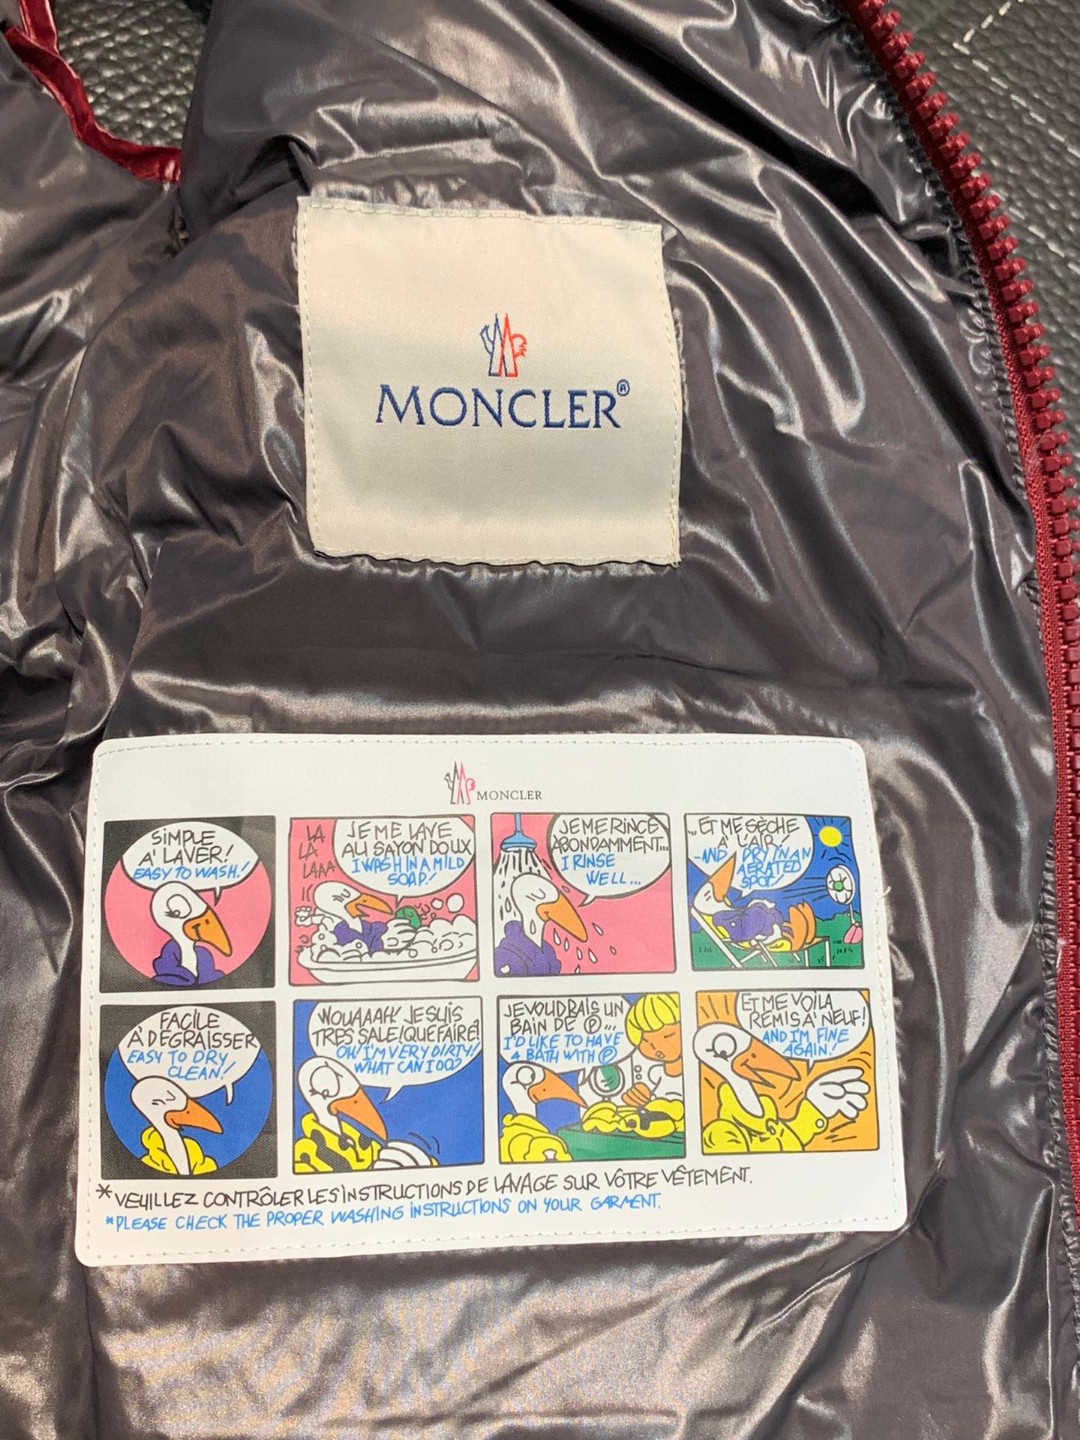 MONCLER®
MONCLER
SIMPLE
A' LAVER!
EASY TO WASH!
LA
LA
LAAA
JE ME LAVE
AU SAVON DOUX
I WASH IN A MILD
SOAP!
JE ME RINCE
ABONDAMMENT...
I RINSE
WELL...
...ET ME SÈCHE
À L'AIR!
-AND DRY IN AN
AERATED
SPOT!
FACILE
À DÉGRAISSER
EASY TO DRY
CLEAN!
WOUAAAH! JE SUIS
TRES SALE! QUE FAIRE?
OH! I'M VERY DIRTY!
WHAT CAN I DO?
JE VOUDRAIS UN
BAIN DE Ⓟ...
I'D LIKE TO HAVE
A BATH WITH Ⓟ
ET ME VOILA
REMIS A' NEUF!
AND I'M FINE
AGAIN!
*VEUILLEZ CONTRÔLER LES INSTRUCTIONS DE LAVAGE SUR VÔTRE VÊTEMENT.
*PLEASE CHECK THE PROPER WASHING INSTRUCTIONS ON YOUR GARMENT.